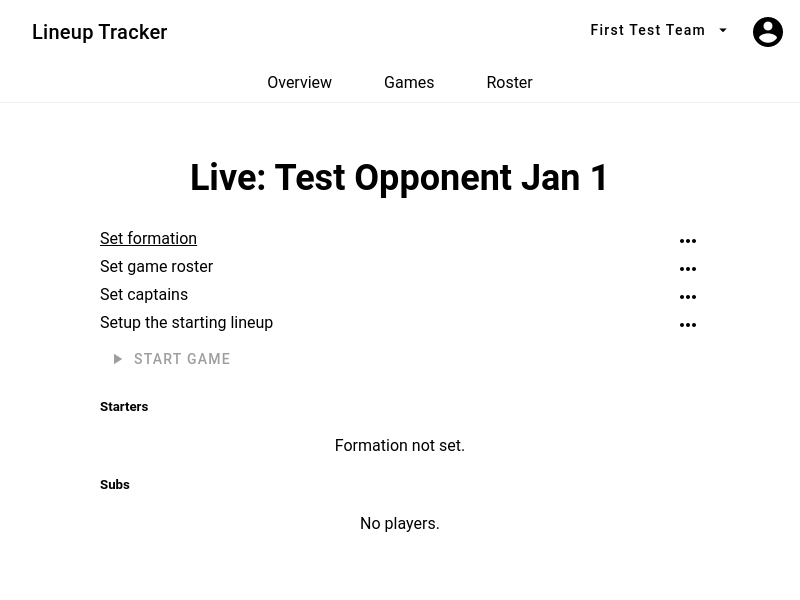 Lineup Tracker
First Test Team
Overview Games Roster
Live: Test Opponent Jan 1
Set formation
Set game roster
Set captains
Setup the starting lineup
START GAME
Starters
Formation not set.
Subs
No players.